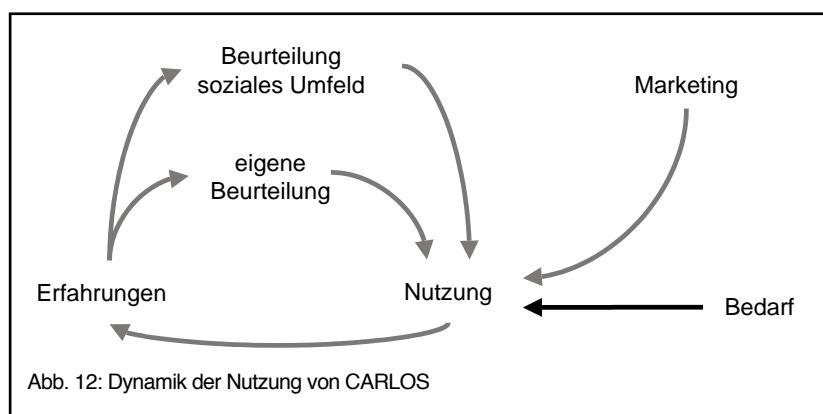 Beurteilung
soziales Umfeld
Marketing
eigene
Beurteilung
Erfahrungen
Nutzung
Bedarf
Abb. 12: Dynamik der Nutzung von CARLOS